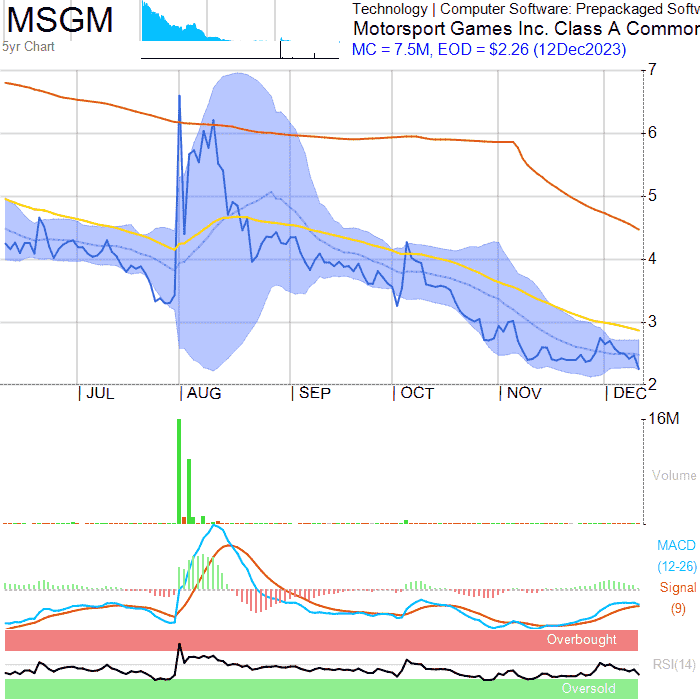 MSGM
5yr Chart
Technology | Computer Software: Prepackaged Softw
Motorsport Games Inc. Class A Common
MC = 7.5M, EOD = $2.26 (12Dec2023)
7
6
5
4
3
2
JUL
AUG
SEP
OCT
NOV
DEC
16M
Volume
MACD
(12-26)
Signal
(9)
Overbought
RSI(14)
Oversold